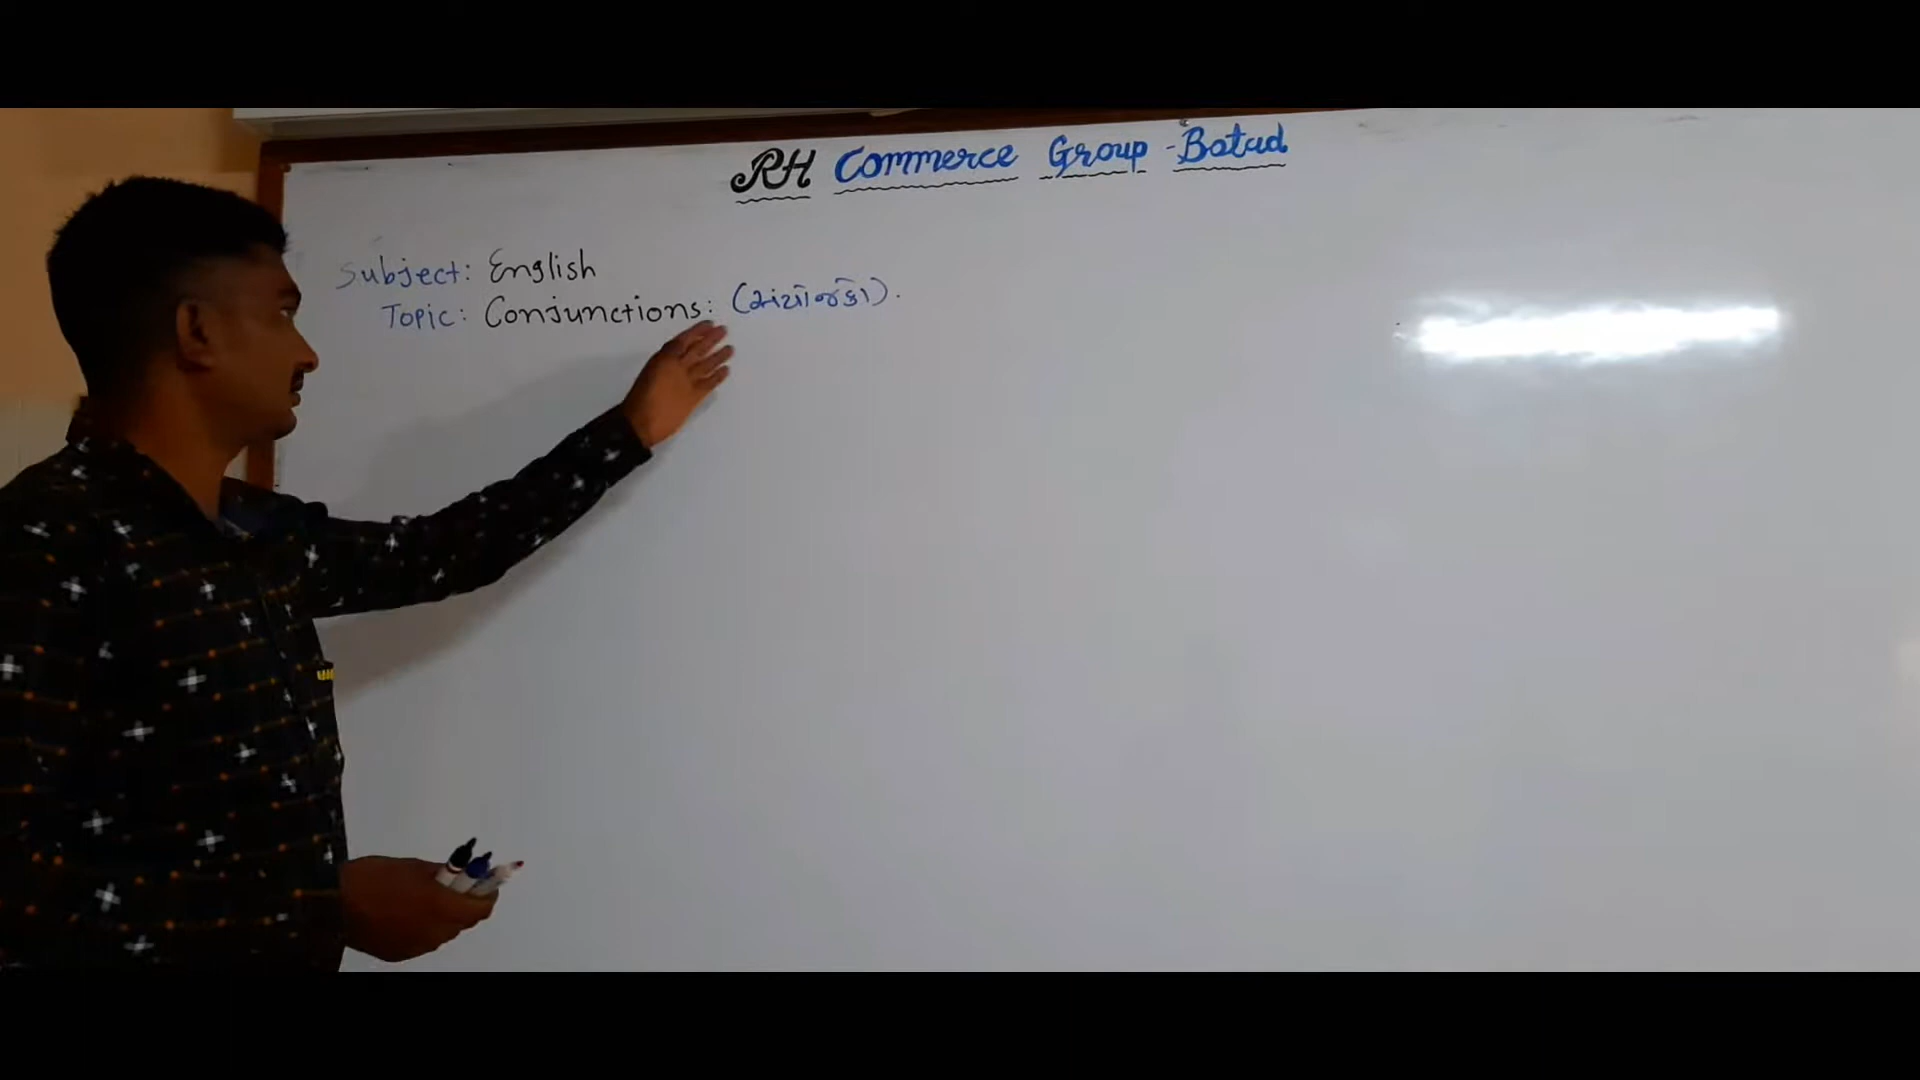 RH Commerce Group - Botad
Subject: English
Topic: Conjunctions: (સંયોજકો).